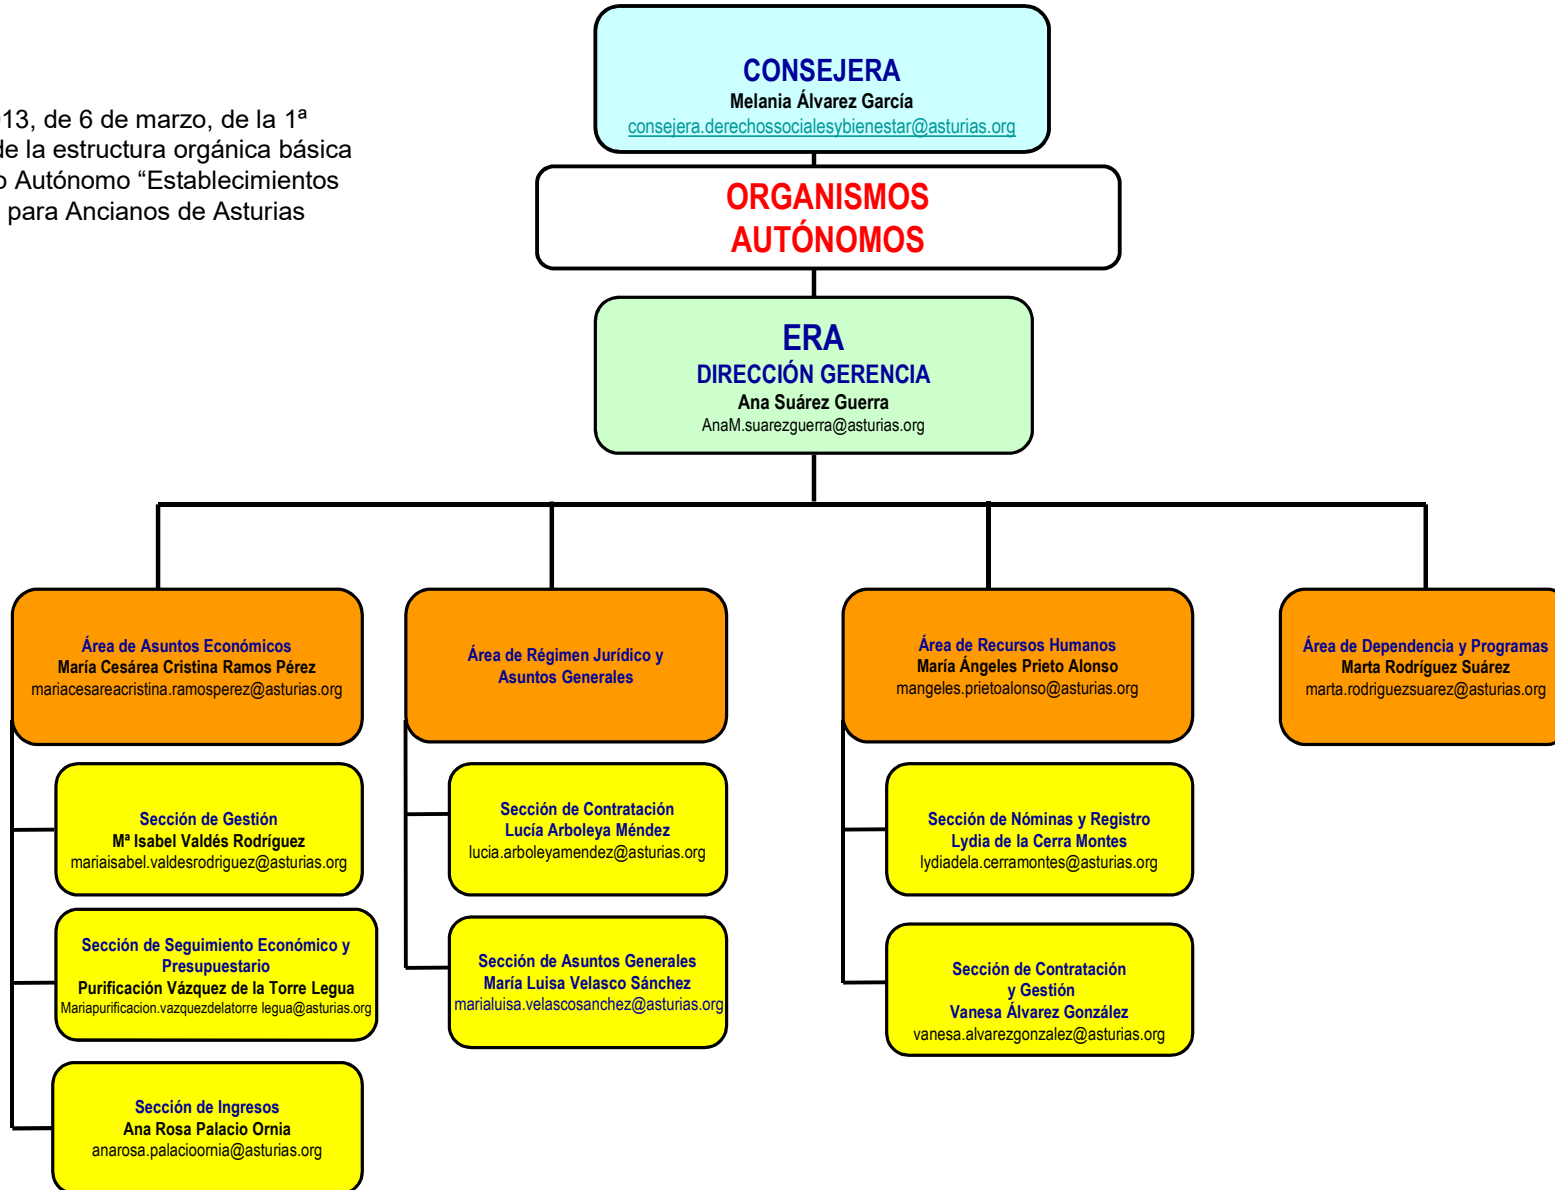 CONSEJERA
Melania Álvarez García
consejera.derechossocialesybienestar@asturias.org
13, de 6 de marzo, de la 1ª
de la estructura orgánica básica
o Autónomo “Establecimientos
para Ancianos de Asturias
ORGANISMOS
AUTÓNOMOS
ERA
DIRECCIÓN GERENCIA
Ana Suárez Guerra
AnaM.suarezguerra@asturias.org
Área de Asuntos Económicos
María Cesárea Cristina Ramos Pérez
mariacesareacristina.ramosperez@asturias.org
Área de Régimen Jurídico y
Asuntos Generales
Área de Recursos Humanos
María Ángeles Prieto Alonso
mangeles.prietoalonso@asturias.org
Área de Dependencia y Programas
Marta Rodríguez Suárez
marta.rodriguezsuarez@asturias.org
Sección de Gestión
Mª Isabel Valdés Rodríguez
mariaisabel.valdesrodriguez@asturias.org
Sección de Seguimiento Económico y
Presupuestario
Purificación Vázquez de la Torre Legua
Mariapurificacion.vazquezdelatorre legua@asturias.org
Sección de Ingresos
Ana Rosa Palacio Ornia
anarosa.palacioornia@asturias.org
Sección de Contratación
Lucía Arboleya Méndez
lucia.arboleyamendez@asturias.org
Sección de Asuntos Generales
María Luisa Velasco Sánchez
marialuisa.velascosanchez@asturias.org
Sección de Nóminas y Registro
Lydia de la Cerra Montes
lydiadela.cerramontes@asturias.org
Sección de Contratación
y Gestión
Vanesa Álvarez González
vanesa.alvarezgonzalez@asturias.org